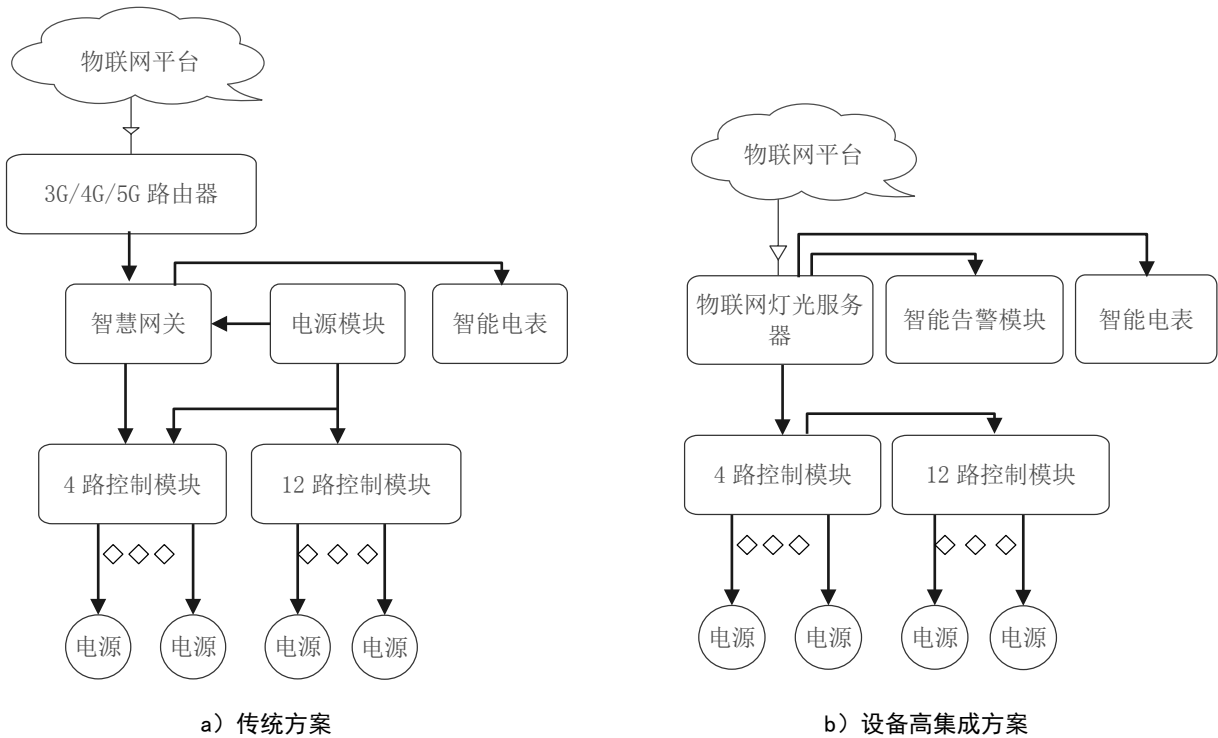 物联网平台
3G/4G/5G 路由器
智慧网关
电源模块
智能电表
4 路控制模块
12 路控制模块
电源
电源
电源
电源
a）传统方案
物联网平台
物联网灯光服务
器
智能告警模块
智能电表
4 路控制模块
12 路控制模块
电源
电源
电源
电源
b）设备高集成方案